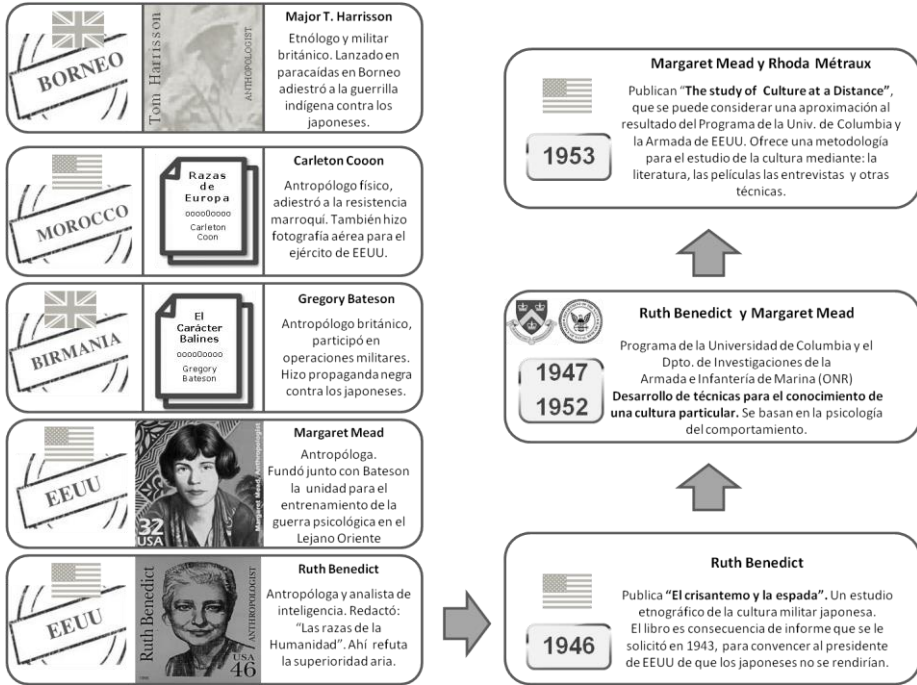 BORNEO
Tom Harrisson
ANTHROPOLOGIST
Major T. Harrisson
Etnólogo y militar
británico. Lanzado en
paracaídas en Borneo
adiestró a la guerrilla
indígena contra los
japoneses.
MOROCCO
Razas
de
Europa
oooo0oooo
Carleton
Coon
Carleton Cooon
Antropólogo físico,
adiestró a la resistencia
marroquí. También hizo
fotografía aérea para el
ejército de EEUU.
BIRMANIA
El
Carácter
Balines
oooo0oooo
Gregory
Bateson
Gregory Bateson
Antropólogo británico,
participó en
operaciones militares.
Hizo propaganda negra
contra los japoneses.
EEUU
32
USA
Margaret Mead, Anthropologist
Margaret Mead
Antropóloga.
Fundó junto con Bateson
la unidad para el
entrenamiento de la
guerra psicológica en el
Lejano Oriente
EEUU
Ruth Benedict
ANTHROPOLOGIST
USA
46
Ruth Benedict
Antropóloga y analista de
inteligencia. Redactó:
“Las razas de la
Humanidad”. Ahí refuta
la superioridad aria.
Margaret Mead y Rhoda Métraux
1953
Publican “The study of Culture at a Distance”,
que se puede considerar una aproximación al
resultado del Programa de la Univ. de Columbia y
la Armada de EEUU. Ofrece una metodología
para el estudio de la cultura mediante: la
literatura, las películas las entrevistas y otras
técnicas.
Ruth Benedict y Margaret Mead
1947
1952
Programa de la Universidad de Columbia y el
Dpto. de Investigaciones de la
Armada e Infantería de Marina (ONR)
Desarrollo de técnicas para el conocimiento de
una cultura particular. Se basan en la psicología
del comportamiento.
Ruth Benedict
1946
Publica “El crisantemo y la espada”. Un estudio
etnográfico de la cultura militar japonesa.
El libro es consecuencia de informe que se le
solicitó en 1943, para convencer al presidente
de EEUU de que los japoneses no se rendirían.